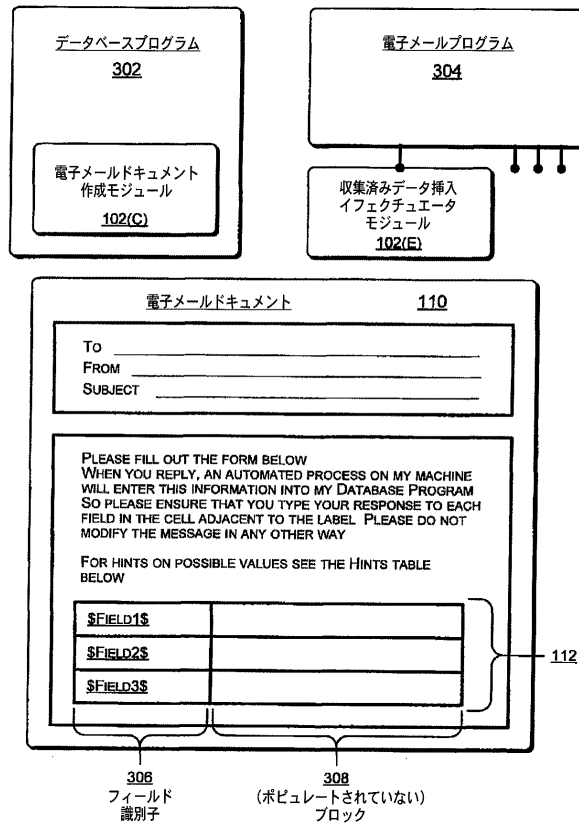 データベースプログラム
302
電子メールドキュメント
作成モジュール
102(C)
電子メールプログラム
304
収集済みデータ挿入
イフェクチュエータ
モジュール
102(E)
電子メールドキュメント 110
TO
FROM
SUBJECT
PLEASE FILL OUT THE FORM BELOW
WHEN YOU REPLY, AN AUTOMATED PROCESS ON MY MACHINE
WILL ENTER THIS INFORMATION INTO MY DATABASE PROGRAM
SO PLEASE ENSURE THAT YOU TYPE YOUR RESPONSE TO EACH
FIELD IN THE CELL ADJACENT TO THE LABEL PLEASE DO NOT
MODIFY THE MESSAGE IN ANY OTHER WAY
FOR HINTS ON POSSIBLE VALUES SEE THE HINTS TABLE
BELOW
$FIELD1$
$FIELD2$
$FIELD3$
112
306
フィールド
識別子
308
(ポピュレートされていない)
ブロック